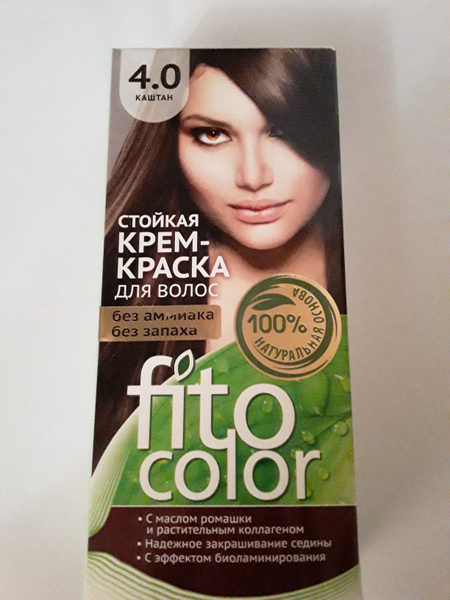 4.0
КАШТАН
СТОЙКАЯ
КРЕМ-
КРАСКА
ДЛЯ ВОЛОС
без аммиака
без запаха
100%
НАТУРАЛЬНАЯ ОСНОВА
fito
color
• С маслом ромашки
и растительным коллагеном
• Надежное закрашивание седины
• С эффектом биоламинирования